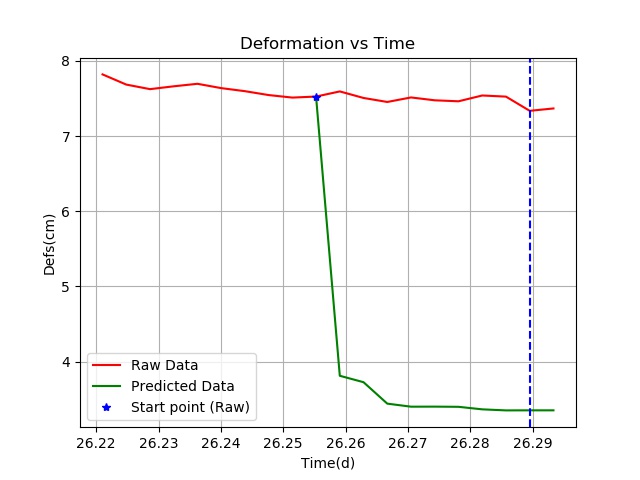 Deformation vs Time
8
7
6
5
4
Defs(cm)
Raw Data
Predicted Data
Start point (Raw)
26.22 26.23 26.24 26.25 26.26 26.27 26.28 26.29
Time(d)